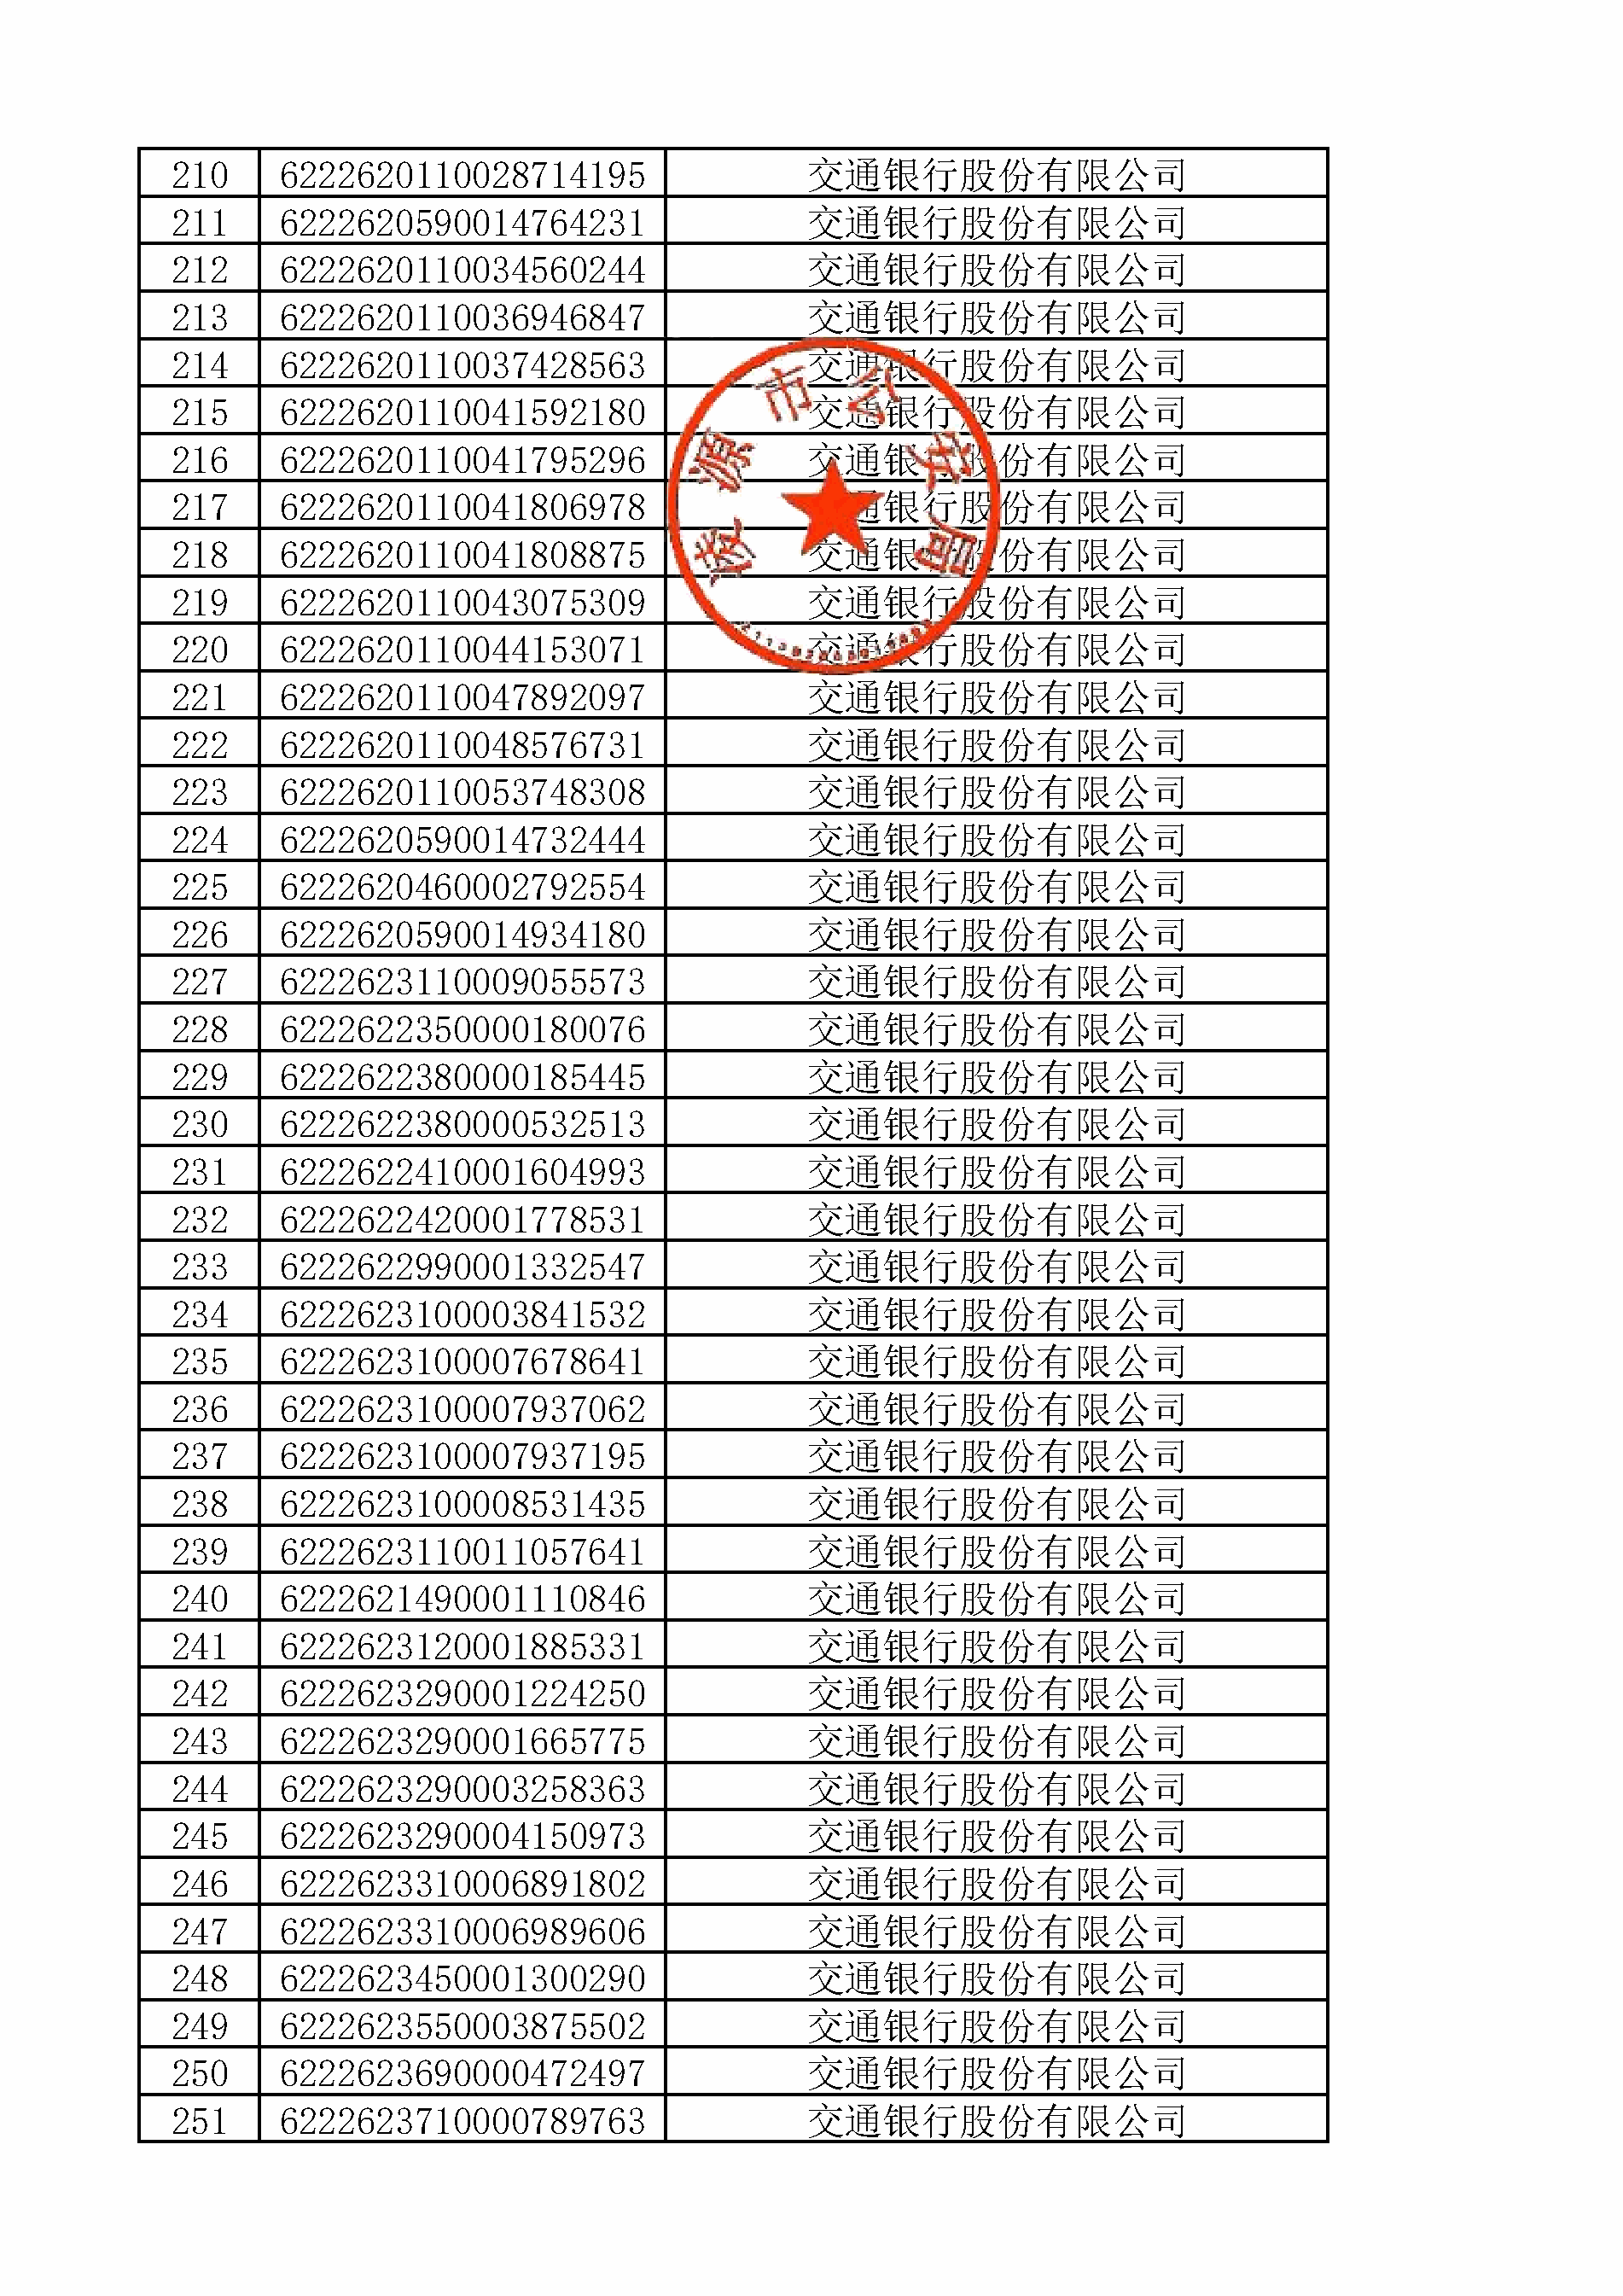 210 6222620110028714195 交通银行股份有限公司
211 6222620590014764231 交通银行股份有限公司
212 6222620110034560244 交通银行股份有限公司
213 6222620110036946847 交通银行股份有限公司
214 6222620110037428563 交通银行股份有限公司
215 6222620110041592180 交通银行股份有限公司
216 6222620110041795296 交通银行股份有限公司
217 6222620110041806978 交通银行股份有限公司
218 6222620110041808875 交通银行股份有限公司
219 6222620110043075309 交通银行股份有限公司
220 6222620110044153071 交通银行股份有限公司
凌源市公安局
221 6222620110047892097 交通银行股份有限公司
222 6222620110048576731 交通银行股份有限公司
223 6222620110053748308 交通银行股份有限公司
224 6222620590014732444 交通银行股份有限公司
225 6222620460002792554 交通银行股份有限公司
226 6222620590014934180 交通银行股份有限公司
227 6222623110009055573 交通银行股份有限公司
228 6222622350000180076 交通银行股份有限公司
229 6222622380000185445 交通银行股份有限公司
230 6222622380000532513 交通银行股份有限公司
231 6222622410001604993 交通银行股份有限公司
232 6222622420001778531 交通银行股份有限公司
233 6222622990001332547 交通银行股份有限公司
234 6222623100003841532 交通银行股份有限公司
235 6222623100007678641 交通银行股份有限公司
236 6222623100007937062 交通银行股份有限公司
237 6222623100007937195 交通银行股份有限公司
238 6222623100008531435 交通银行股份有限公司
239 6222623110011057641 交通银行股份有限公司
240 6222621490001110846 交通银行股份有限公司
241 6222623120001885331 交通银行股份有限公司
242 6222623290001224250 交通银行股份有限公司
243 6222623290001665775 交通银行股份有限公司
244 6222623290003258363 交通银行股份有限公司
245 6222623290004150973 交通银行股份有限公司
246 6222623310006891802 交通银行股份有限公司
247 6222623310006989606 交通银行股份有限公司
248 6222623450001300290 交通银行股份有限公司
249 6222623550003875502 交通银行股份有限公司
250 6222623690000472497 交通银行股份有限公司
251 6222623710000789763 交通银行股份有限公司